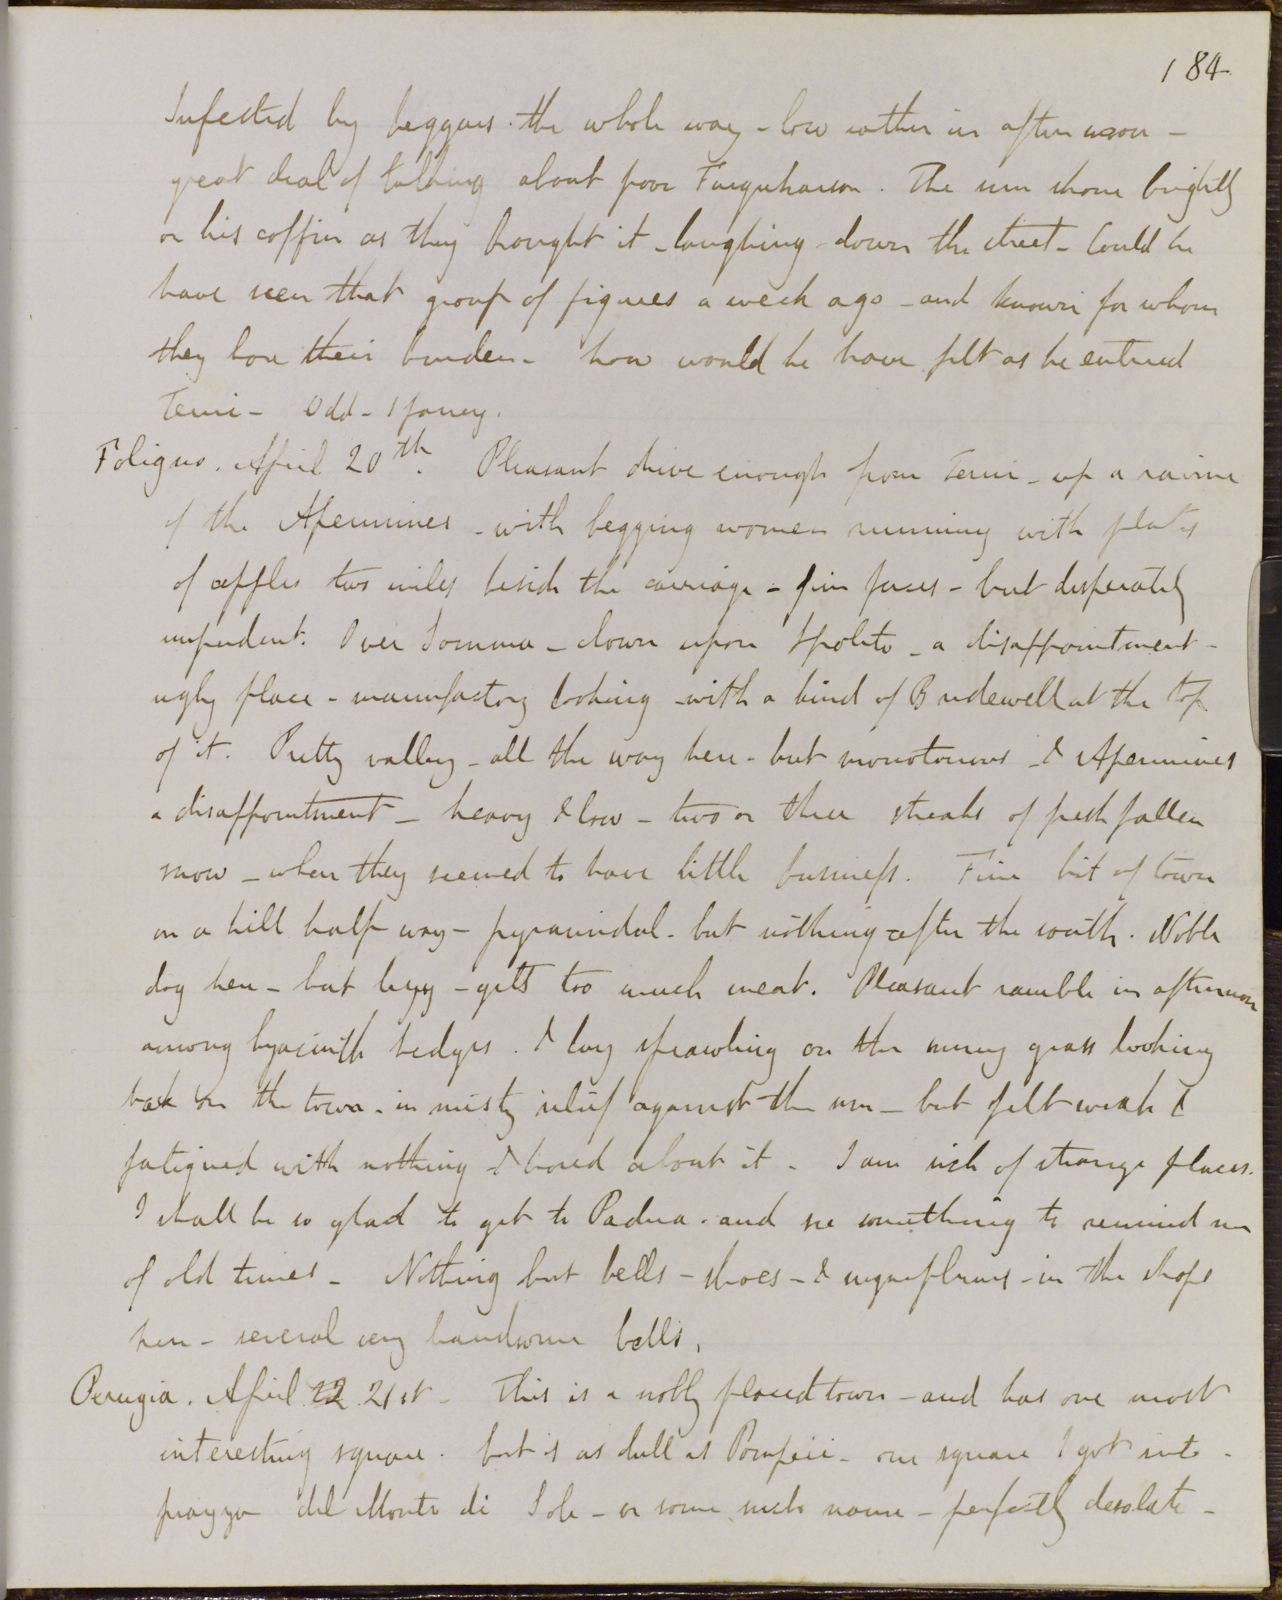 184
Infested by beggars the whole way - low rather in afternoon -
great deal of talking about poor Farquharson. The sun shone brightly
on his coffin as they brought it - laughing - down the street - Could he
have seen that group of figures a week ago - and known for whom
they bore their burden - how would he have felt as he entered
Terni - Odd - I fancy.
Foligno. April 20th. Pleasant drive enough from Terni - up a ravine
of the Apennines - with begging women running with plates
of apples two miles beside the carriage - fine faces - but desperately
impudent. Over Somma - down upon Spoleto - a disappointment -
ugly place - manufactory looking - with a kind of Bridewell at the top
of it. Pretty valley - all the way here - but monotonous - & Apennines
a disappointment - heavy & low - two or three streaks of fresh fallen
snow - when they seemed to have little business. Fine bit of town
on a hill half way - pyramidal - but nothing after the south. Noble
dog here - but lazy - gets too much meat. Pleasant ramble in afternoon
among hyacinth hedges. I lay sprawling on the sunny grass looking
back on the town - in misty relief against the sun - but felt weak &
fatigued with nothing & bored about it - I am sick of strange places.
I shall be so glad to get to Padua - and see something to remind me
of old times - Nothing but bells - shoes - & sugarplums - in the shops
here - several very handsome bells.
Perugia. April 22 21st - This is a nobly placed town - and has one most
interesting square. but is as dull as Pompeii - one square I got into -
piazza del Monte di Sole - or some such name - perfectly desolate -